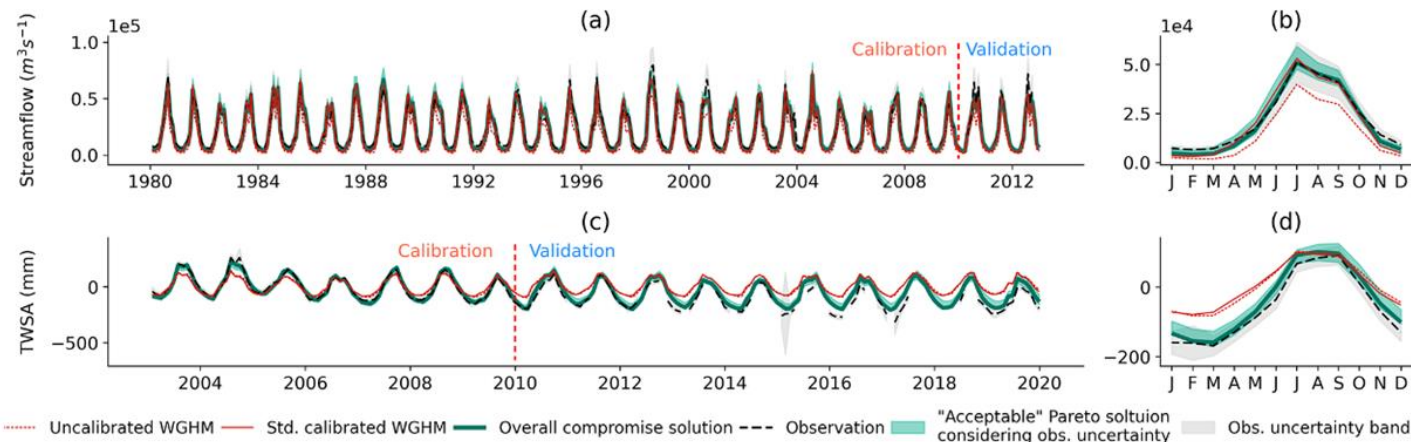 (a)
(b)
1e5
1e4
Streamflow (m³s⁻¹)
1.0
0.5
0.0
Calibration
Validation
5.0
2.5
0.0
1980 1984 1988 1992 1996 2000 2004 2008 2012
J F M A M J J A S O N D
(c)
(d)
TWSA (mm)
0
−500
Calibration
Validation
0
−200
2004 2006 2008 2010 2012 2014 2016 2018 2020
J F M A M J J A S O N D
Uncalibrated WGHM
Std. calibrated WGHM
Overall compromise solution
Observation
"Acceptable" Pareto soltuion
considering obs. uncertainty
Obs. uncertainty band